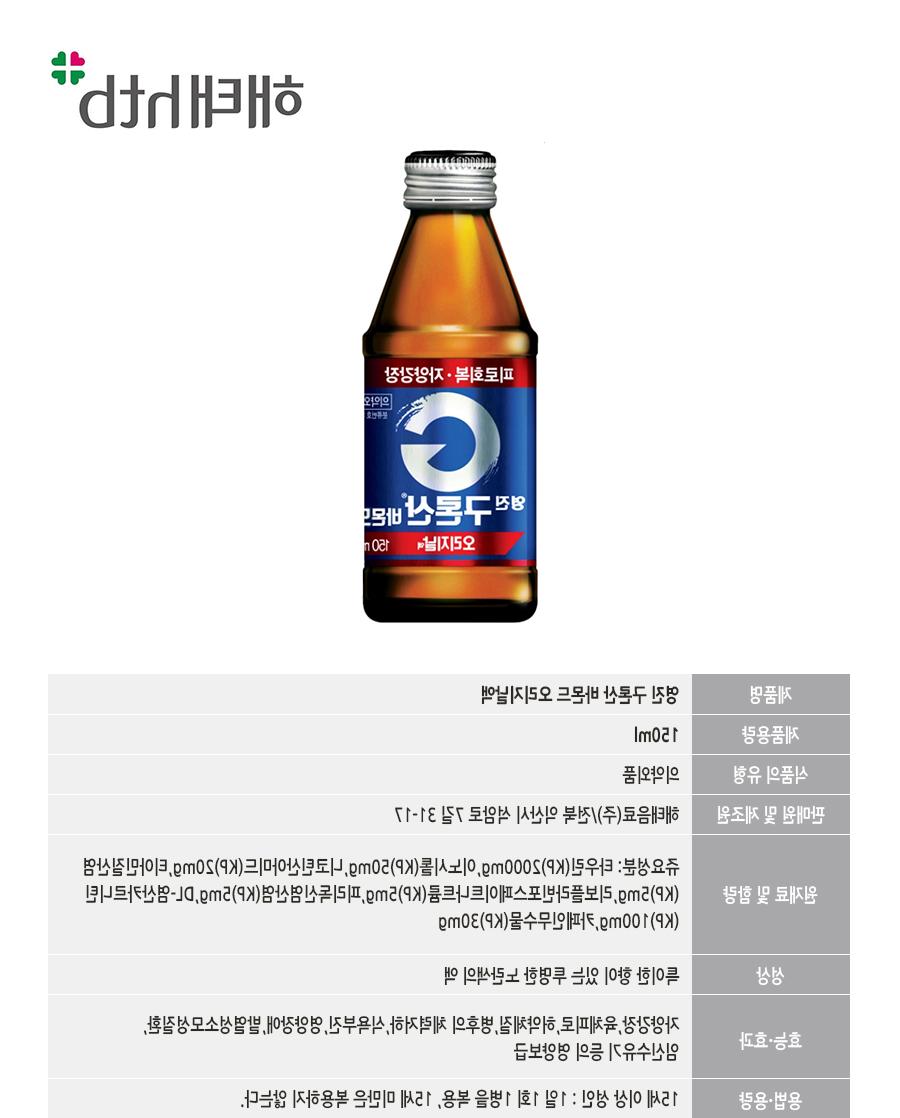 해태htb
피로회복·자양강장
의약외품
분류번호
영진 구론산® 바몬드
오리지날액
150 m
제품명
영진 구론산 바몬드 오리지날액
제품용량
150ml
식품의 유형
의약외품
판매원 및 제조원
해태음료(주)/전북 익산시 석암로 7길 31-17
원재료 및 함량
주요성분: 타우린(KP)2000mg,이노시톨(KP)50mg,니코틴산아미드(KP)20mg,티아민질산염
(KP)5mg,리보플라빈포스페이트나트륨(KP)5mg,피리독신염산염(KP)5mg,DL-염산카르니틴
(KP)100mg,카페인무수물(KP)30mg
성상
특이한 향이 있는 투명한 노란색의 액
효능·효과
자양강장,육체피로,허약체질,병후의 체력저하,식욕부진,영양장애,발열성소모성질환,
임신수유기 등의 영양보급
용법·용량
15세 이상 성인 : 1일 1회 1병을 복용, 15세 미만은 복용하지 않는다.